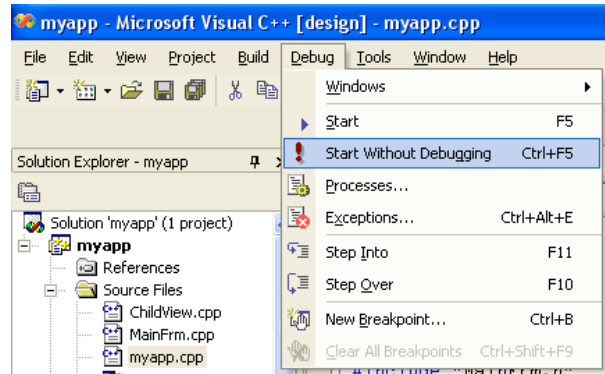 myapp - Microsoft Visual C++ [design] - myapp.cpp
File Edit View Project Build Debug Tools Window Help
Windows
Start F5
Solution Explorer - myapp
Start Without Debugging Ctrl+F5
Processes...
Solution 'myapp' (1 project)
Exceptions... Ctrl+Alt+E
myapp
Step Into F11
References
Source Files
Step Over F10
ChildView.cpp
New Breakpoint... Ctrl+B
MainFrm.cpp
myapp.cpp
Clear All Breakpoints Ctrl+Shift+F9
#include "MainFrm.h"